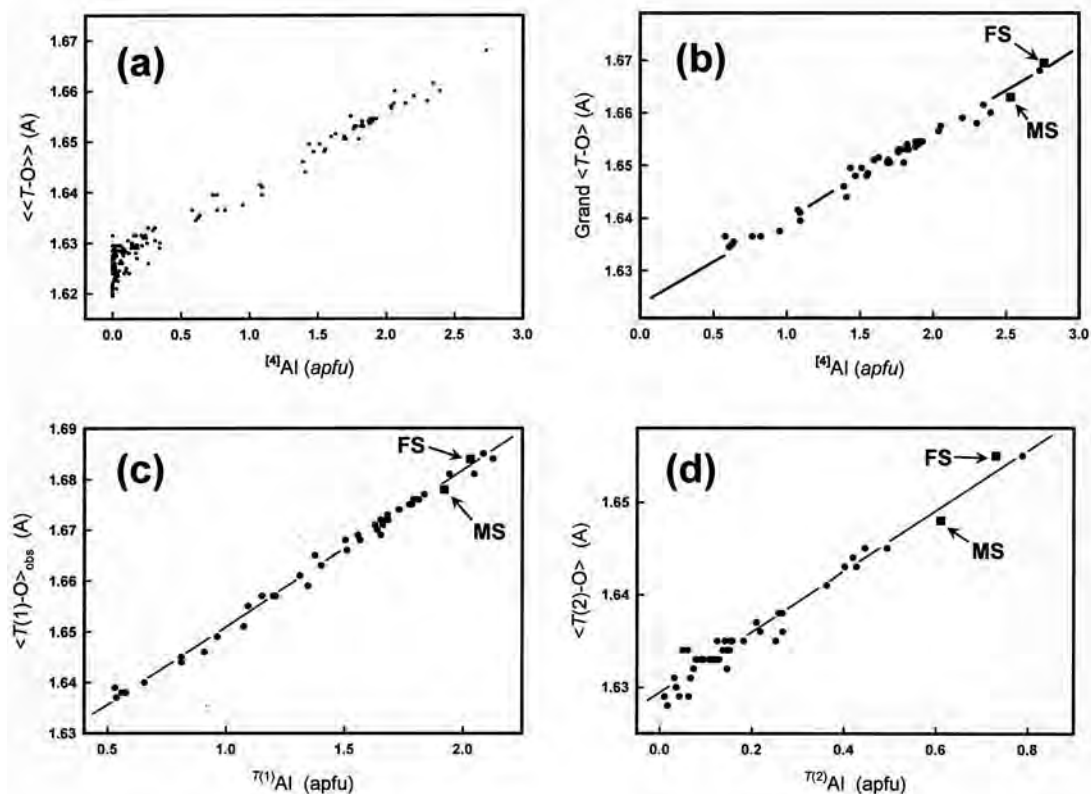 (a)
<<T-O>> (A)
1.67
1.66
1.65
1.64
1.63
1.62
0.0 0.5 1.0 1.5 2.0 2.5 3.0
[4]Al (apfu)
(b)
FS
MS
Grand <T-O> (A)
1.67
1.66
1.65
1.64
1.63
0.0 0.5 1.0 1.5 2.0 2.5 3.0
[4]Al (apfu)
(c)
FS
MS
<T(1)-O>obs (A)
1.69
1.68
1.67
1.66
1.65
1.64
1.63
0.5 1.0 1.5 2.0
T(1)Al (apfu)
(d)
FS
MS
<T(2)-O> (A)
1.65
1.64
1.63
0.0 0.2 0.4 0.6 0.8
T(2)Al (apfu)